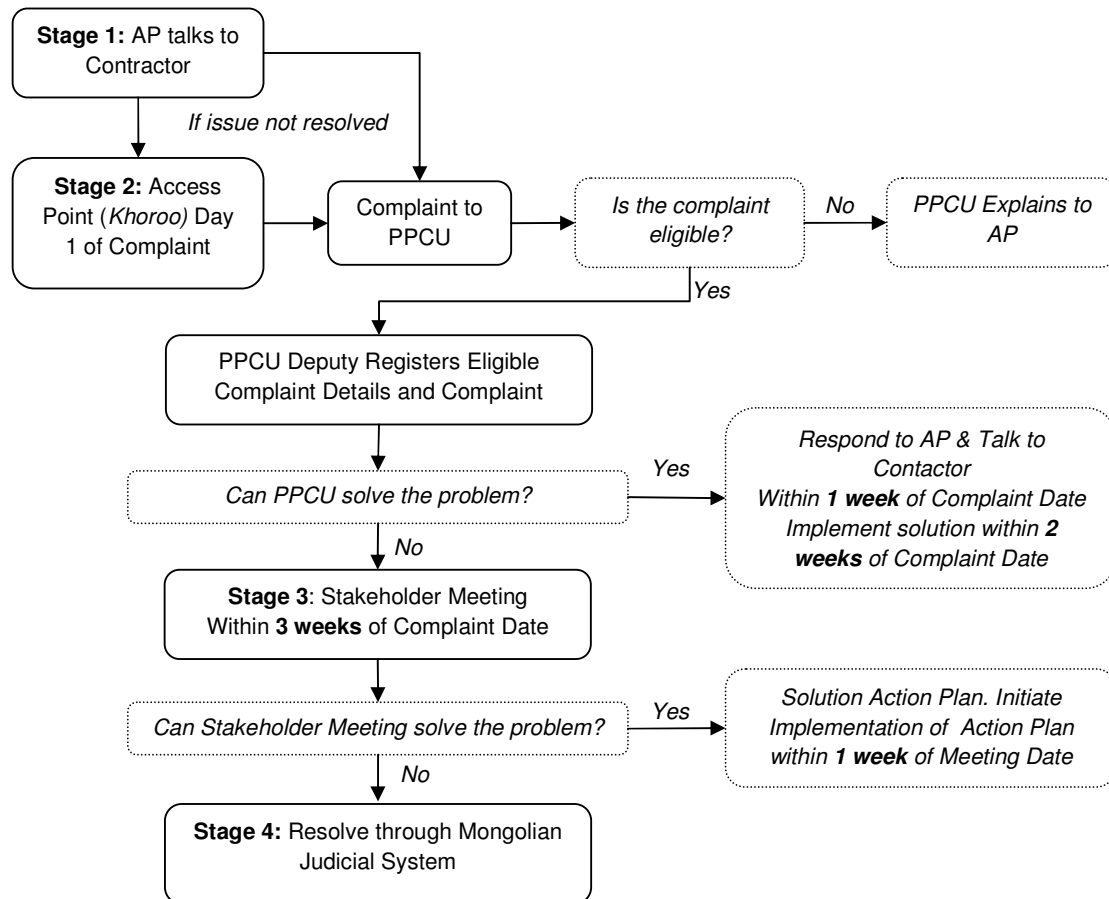 Stage 1: AP talks to
Contractor
If issue not resolved
Stage 2: Access
Point (Khoroo) Day
1 of Complaint
Complaint to
PPCU
Is the complaint
eligible?
No
PPCU Explains to
AP
Yes
PPCU Deputy Registers Eligible
Complaint Details and Complaint
Can PPCU solve the problem?
Yes
Respond to AP & Talk to
Contactor
Within 1 week of Complaint Date
Implement solution within 2
weeks of Complaint Date
No
Stage 3: Stakeholder Meeting
Within 3 weeks of Complaint Date
Can Stakeholder Meeting solve the problem?
Yes
Solution Action Plan. Initiate
Implementation of Action Plan
within 1 week of Meeting Date
No
Stage 4: Resolve through Mongolian
Judicial System